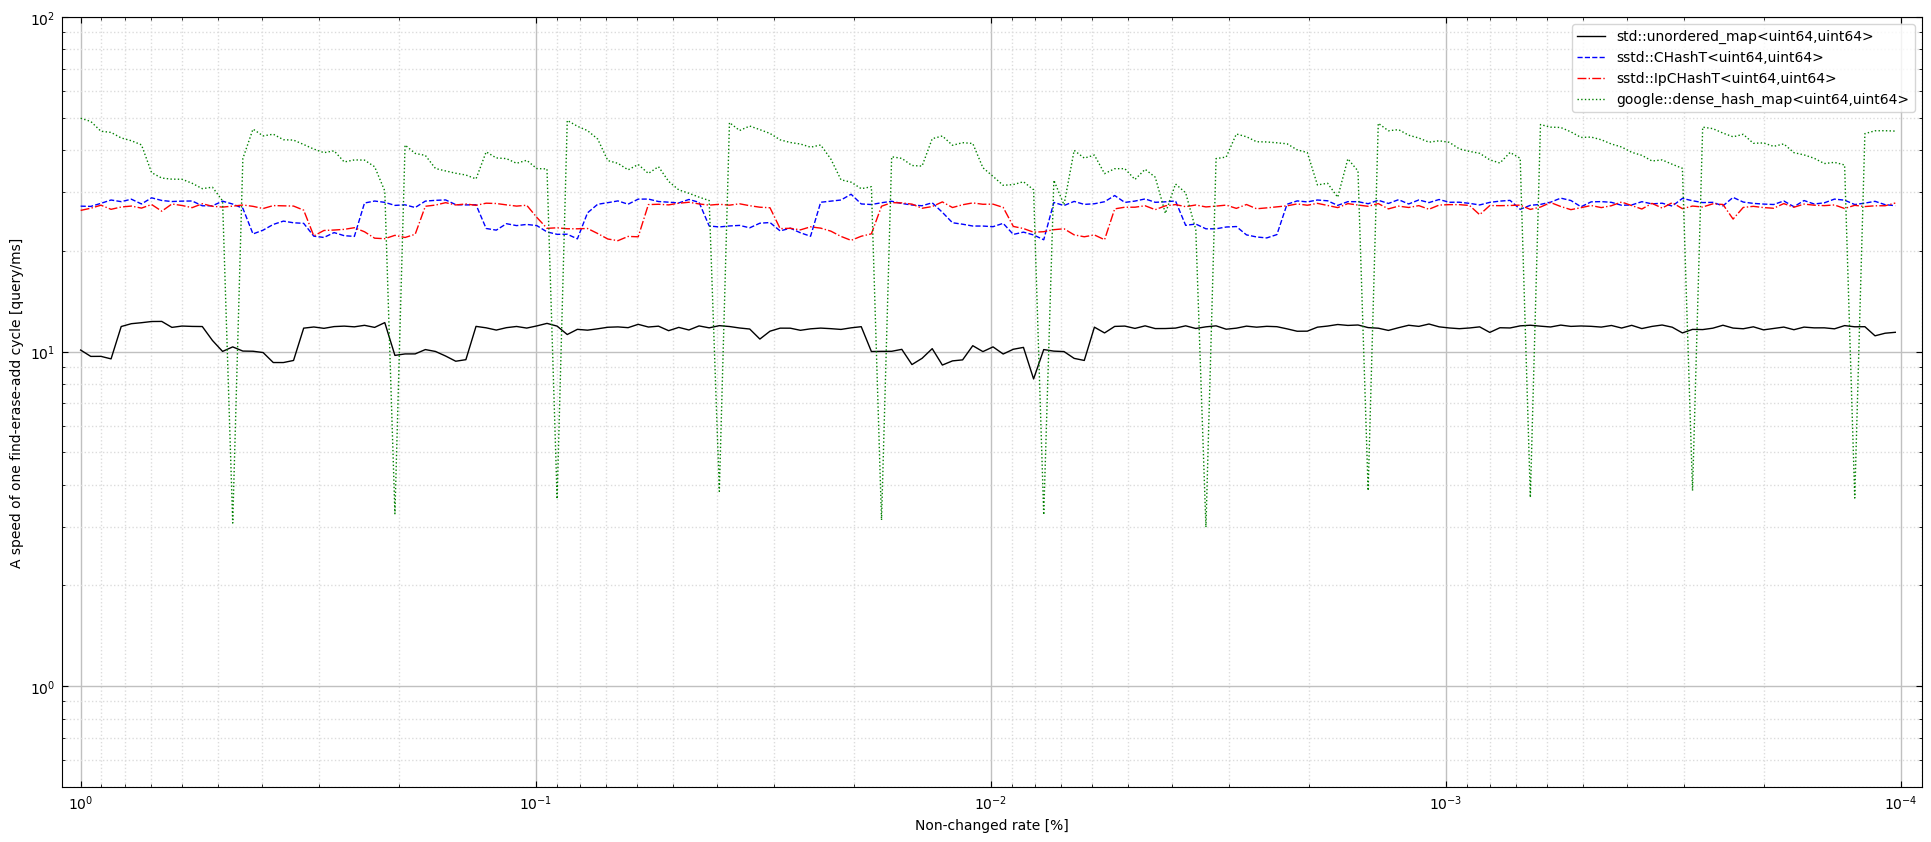 10²
10¹
10⁰
A speed of one find-erase-add cycle [query/ms]
std::unordered_map<uint64,uint64>
sstd::CHashT<uint64,uint64>
sstd::IpCHashT<uint64,uint64>
google::dense_hash_map<uint64,uint64>
10⁰ 10⁻¹ 10⁻² 10⁻³ 10⁻⁴
Non-changed rate [%]